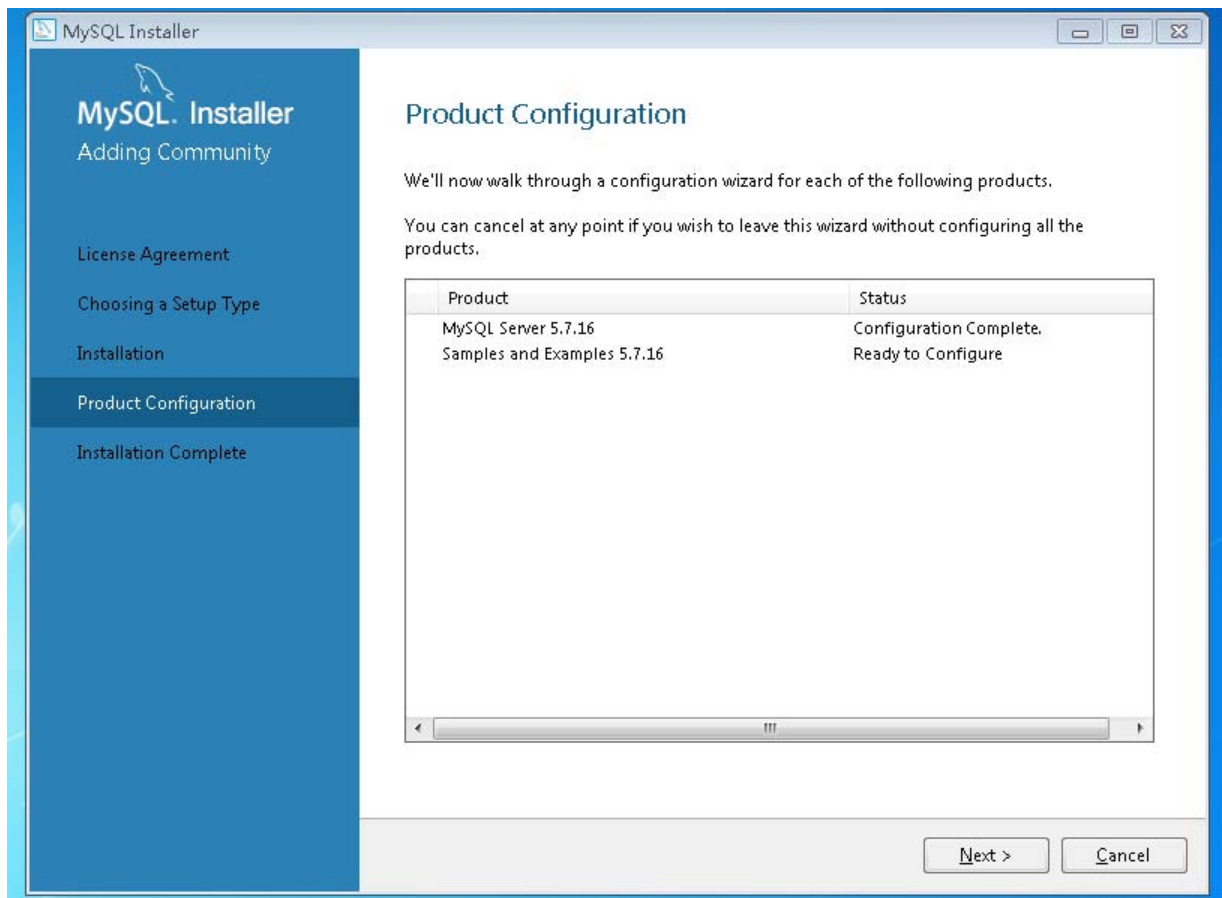 MySQL Installer
MySQL. Installer
Adding Community
License Agreement
Choosing a Setup Type
Installation
Product Configuration
Installation Complete
Product Configuration
We'll now walk through a configuration wizard for each of the following products.
You can cancel at any point if you wish to leave this wizard without configuring all the
products.
Product Status
MySQL Server 5.7.16 Configuration Complete.
Samples and Examples 5.7.16 Ready to Configure
Next > Cancel